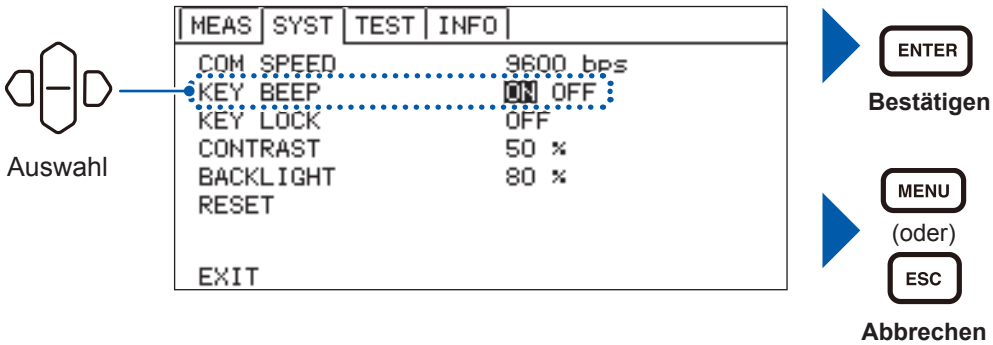 MEAS SYST TEST INFO
COM SPEED 9600 bps
KEY BEEP ON OFF
KEY LOCK OFF
CONTRAST 50 %
BACKLIGHT 80 %
RESET
EXIT
Auswahl
ENTER
Bestätigen
MENU
(oder)
ESC
Abbrechen